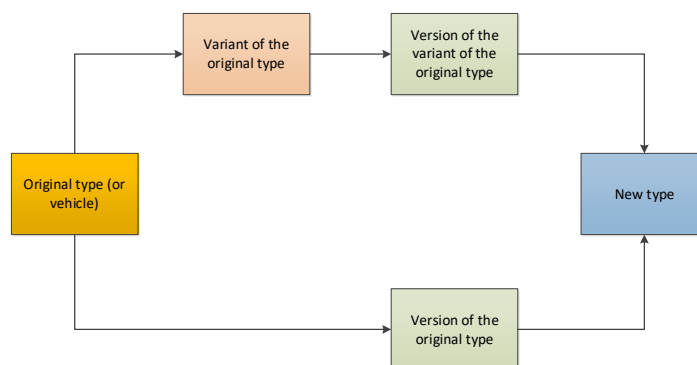 Variant of the
original type
Version of the
variant of the
original type
Original type (or
vehicle)
New type
Version of the
original type